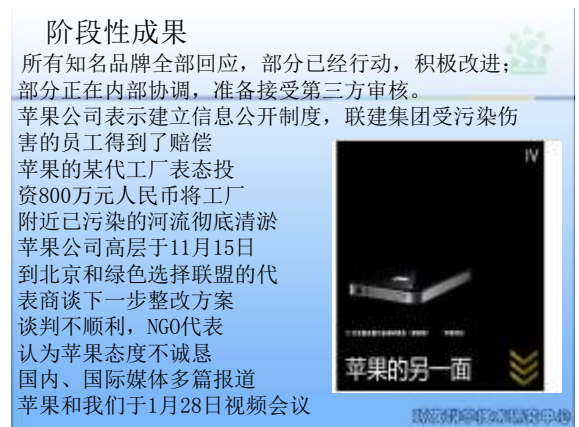 阶段性成果
所有知名品牌全部回应，部分已经行动，积极改进；
部分正在内部协调，准备接受第三方审核。
苹果公司表示建立信息公开制度，联建集团受污染伤
害的员工得到了赔偿
苹果的某代工厂表态投
资800万元人民币将工厂
附近已污染的河流彻底清淤
苹果公司高层于11月15日
到北京和绿色选择联盟的代
表商谈下一步整改方案
谈判不顺利，NGO代表
认为苹果态度不诚恳
国内、国际媒体多篇报道
苹果和我们于1月28日视频会议
IV
苹果的另一面